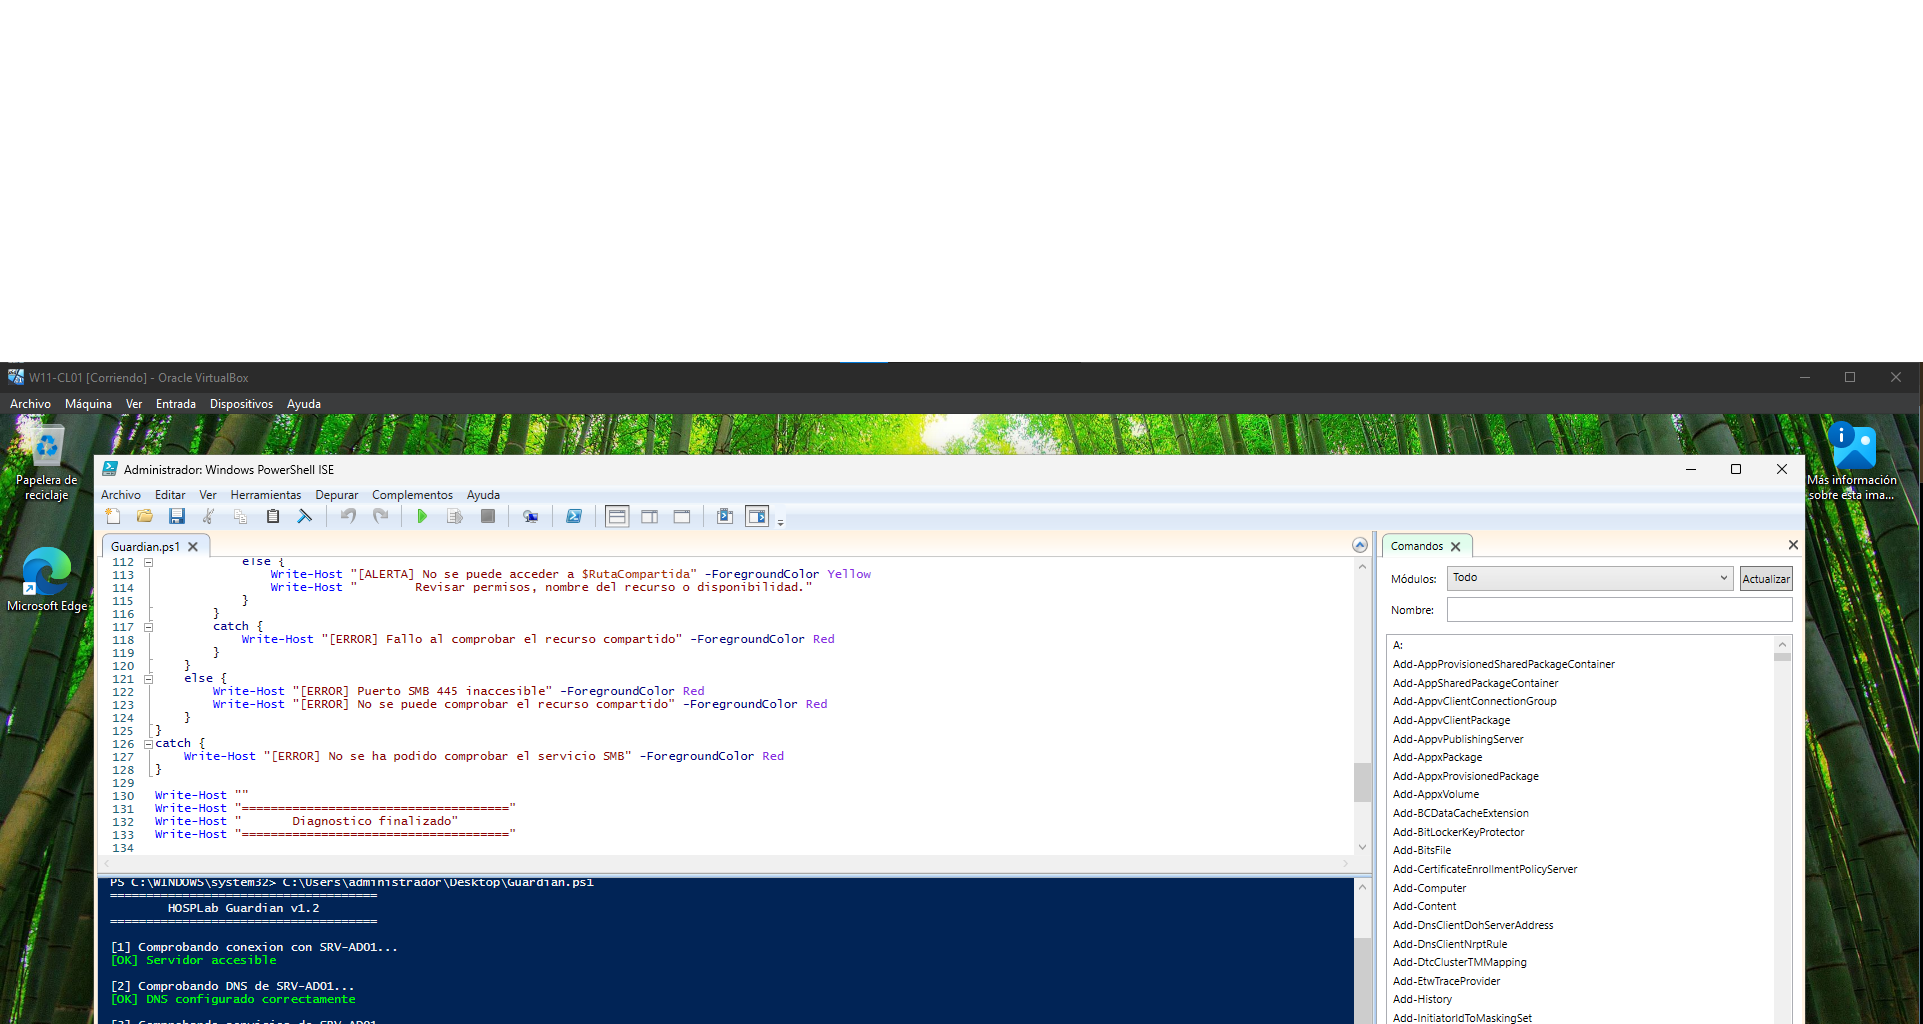 W11-CL01 [Corriendo] - Oracle VirtualBox
Archivo Máquina Ver Entrada Dispositivos Ayuda
Papelera de reciclaje
Microsoft Edge
Más información sobre esta ima...
Administrador: Windows PowerShell ISE
Archivo Editar Ver Herramientas Depurar Complementos Ayuda
Guardian.ps1
112 else {
113 Write-Host "[ALERTA] No se puede acceder a $RutaCompartida" -ForegroundColor Yellow
114 Write-Host "        Revisar permisos, nombre del recurso o disponibilidad."
115 }
116 }
117 catch {
118 Write-Host "[ERROR] Fallo al comprobar el recurso compartido" -ForegroundColor Red
119 }
120 }
121 else {
122 Write-Host "[ERROR] Puerto SMB 445 inaccesible" -ForegroundColor Red
123 Write-Host "[ERROR] No se puede comprobar el recurso compartido" -ForegroundColor Red
124 }
125 }
126 catch {
127 Write-Host "[ERROR] No se ha podido comprobar el servicio SMB" -ForegroundColor Red
128 }
129
130 Write-Host ""
131 Write-Host "====================================="
132 Write-Host "       Diagnostico finalizado"
133 Write-Host "====================================="
134
PS C:\WINDOWS\system32> C:\Users\administrador\Desktop\Guardian.ps1
=====================================
HOSPLab Guardian v1.2
=====================================
[1] Comprobando conexion con SRV-AD01...
[OK] Servidor accesible
[2] Comprobando DNS de SRV-AD01...
[OK] DNS configurado correctamente
[3] Comprobando servicios de SRV-AD01
Comandos
Módulos: Todo Actualizar
Nombre:
A:
Add-AppProvisionedSharedPackageContainer
Add-AppSharedPackageContainer
Add-AppvClientConnectionGroup
Add-AppvClientPackage
Add-AppvPublishingServer
Add-AppxPackage
Add-AppxProvisionedPackage
Add-AppxVolume
Add-BCDataCacheExtension
Add-BitLockerKeyProtector
Add-BitsFile
Add-CertificateEnrollmentPolicyServer
Add-Computer
Add-Content
Add-DnsClientDohServerAddress
Add-DnsClientNrptRule
Add-DtcClusterTMMapping
Add-EtwTraceProvider
Add-History
Add-InitiatorIdToMaskingSet